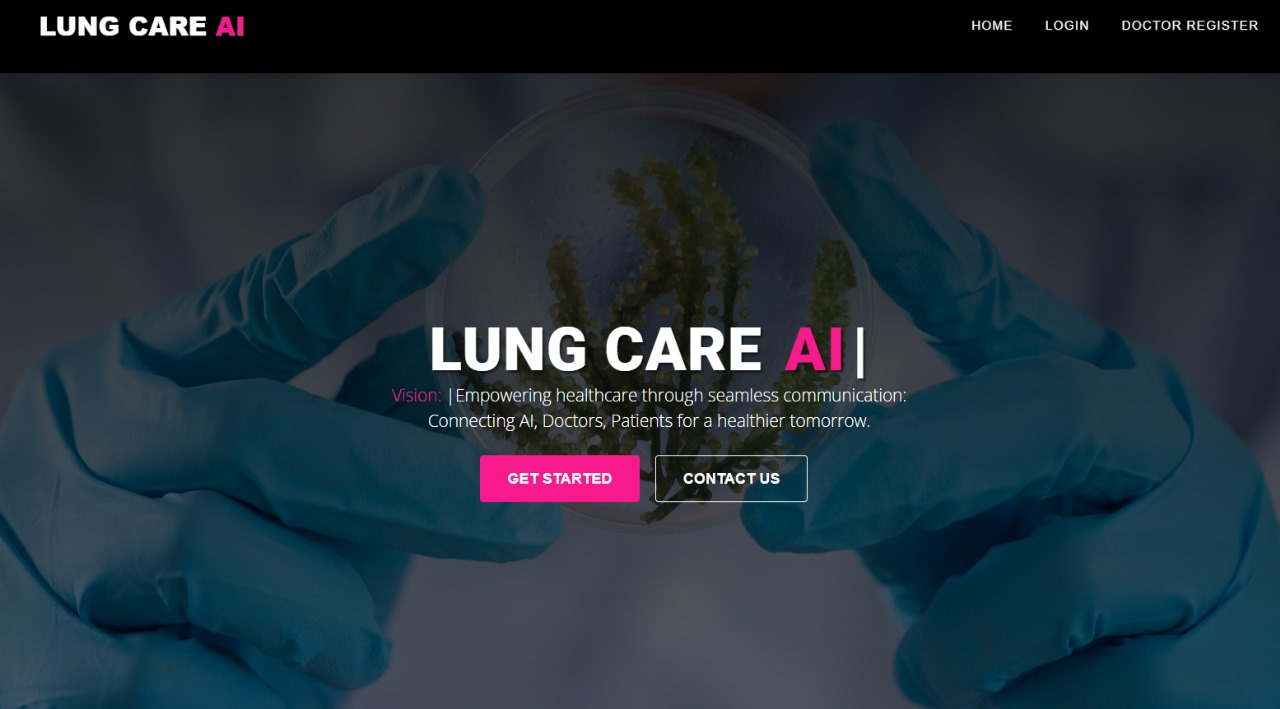 LUNG CARE AI
HOME LOGIN DOCTOR REGISTER
LUNG CARE AI|
Vision: |Empowering healthcare through seamless communication:
Connecting AI, Doctors, Patients for a healthier tomorrow.
GET STARTED CONTACT US